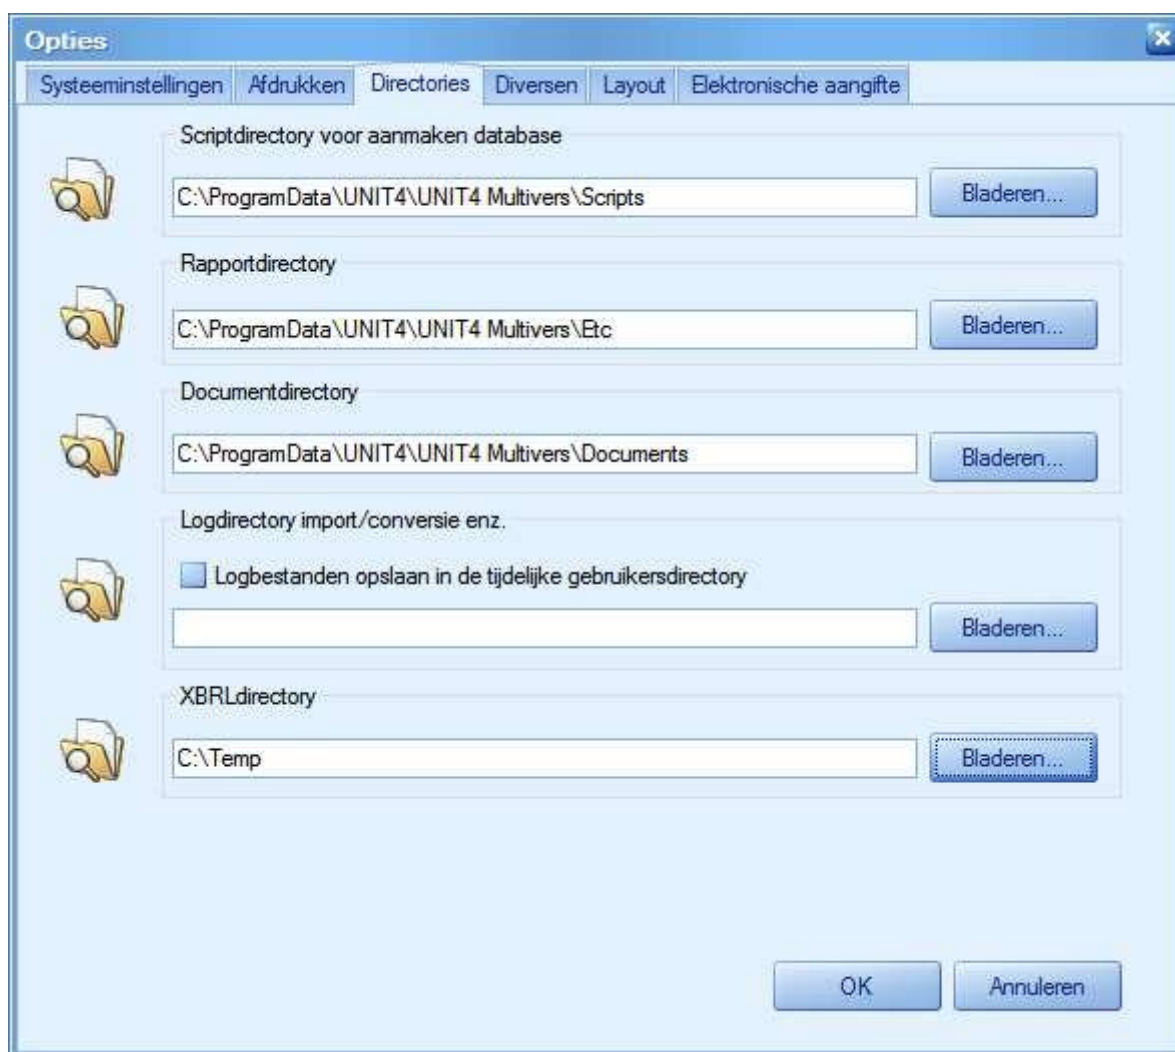 Opties
Systeeminstellingen Afdrukken Directories Diversen Layout Elektronische aangifte
Scriptdirectory voor aanmaken database
C:\ProgramData\UNIT4\UNIT4 Multivers\Scripts Bladeren...
Rapportdirectory
C:\ProgramData\UNIT4\UNIT4 Multivers\Etc Bladeren...
Documentdirectory
C:\ProgramData\UNIT4\UNIT4 Multivers\Documents Bladeren...
Logdirectory import/conversie enz.
Logbestanden opslaan in de tijdelijke gebruikersdirectory
Bladeren...
XBRLdirectory
C:\Temp Bladeren...
OK Annuleren